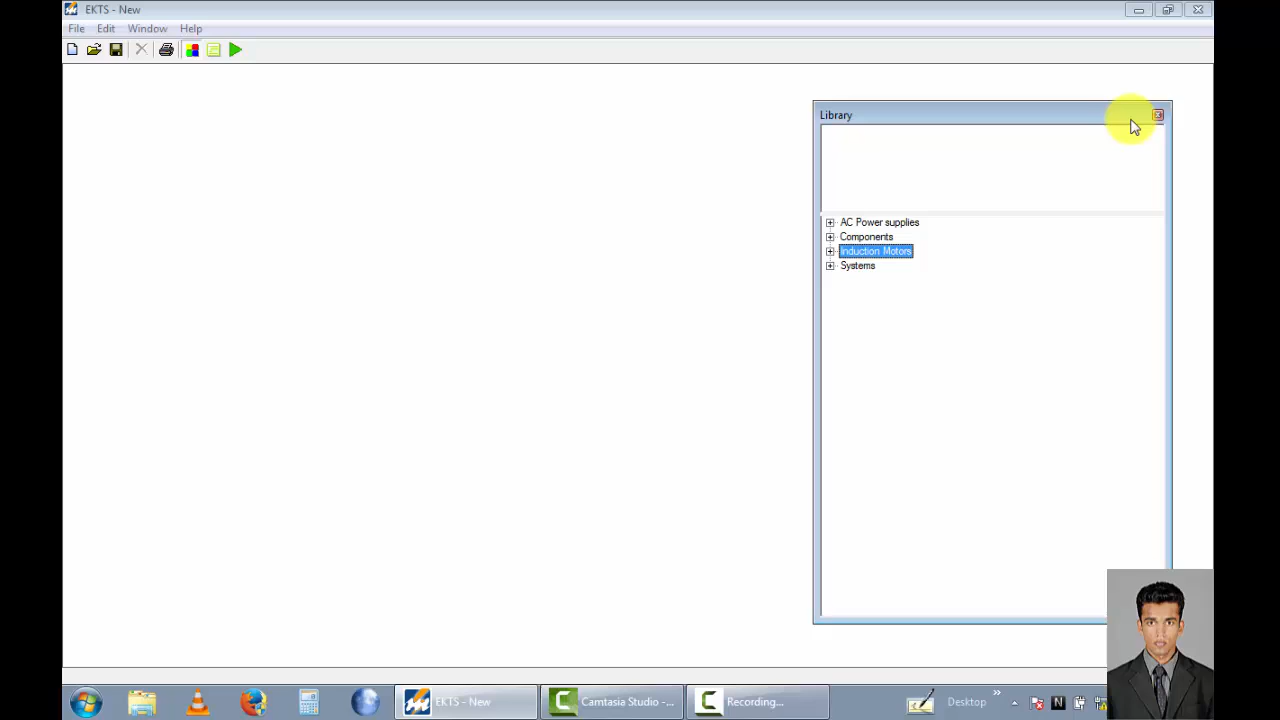 EKTS - New
File Edit Window Help
Library
AC Power supplies
Components
Induction Motors
Systems
EKTS - New
Camtasia Studio -...
Recording...
Desktop
N